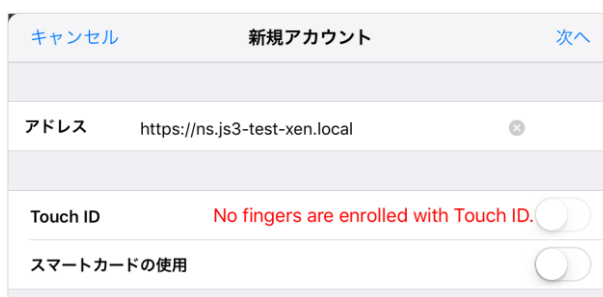 キャンセル 新規アカウント 次へ
アドレス https://ns.js3-test-xen.local
Touch ID No fingers are enrolled with Touch ID.
スマートカードの使用